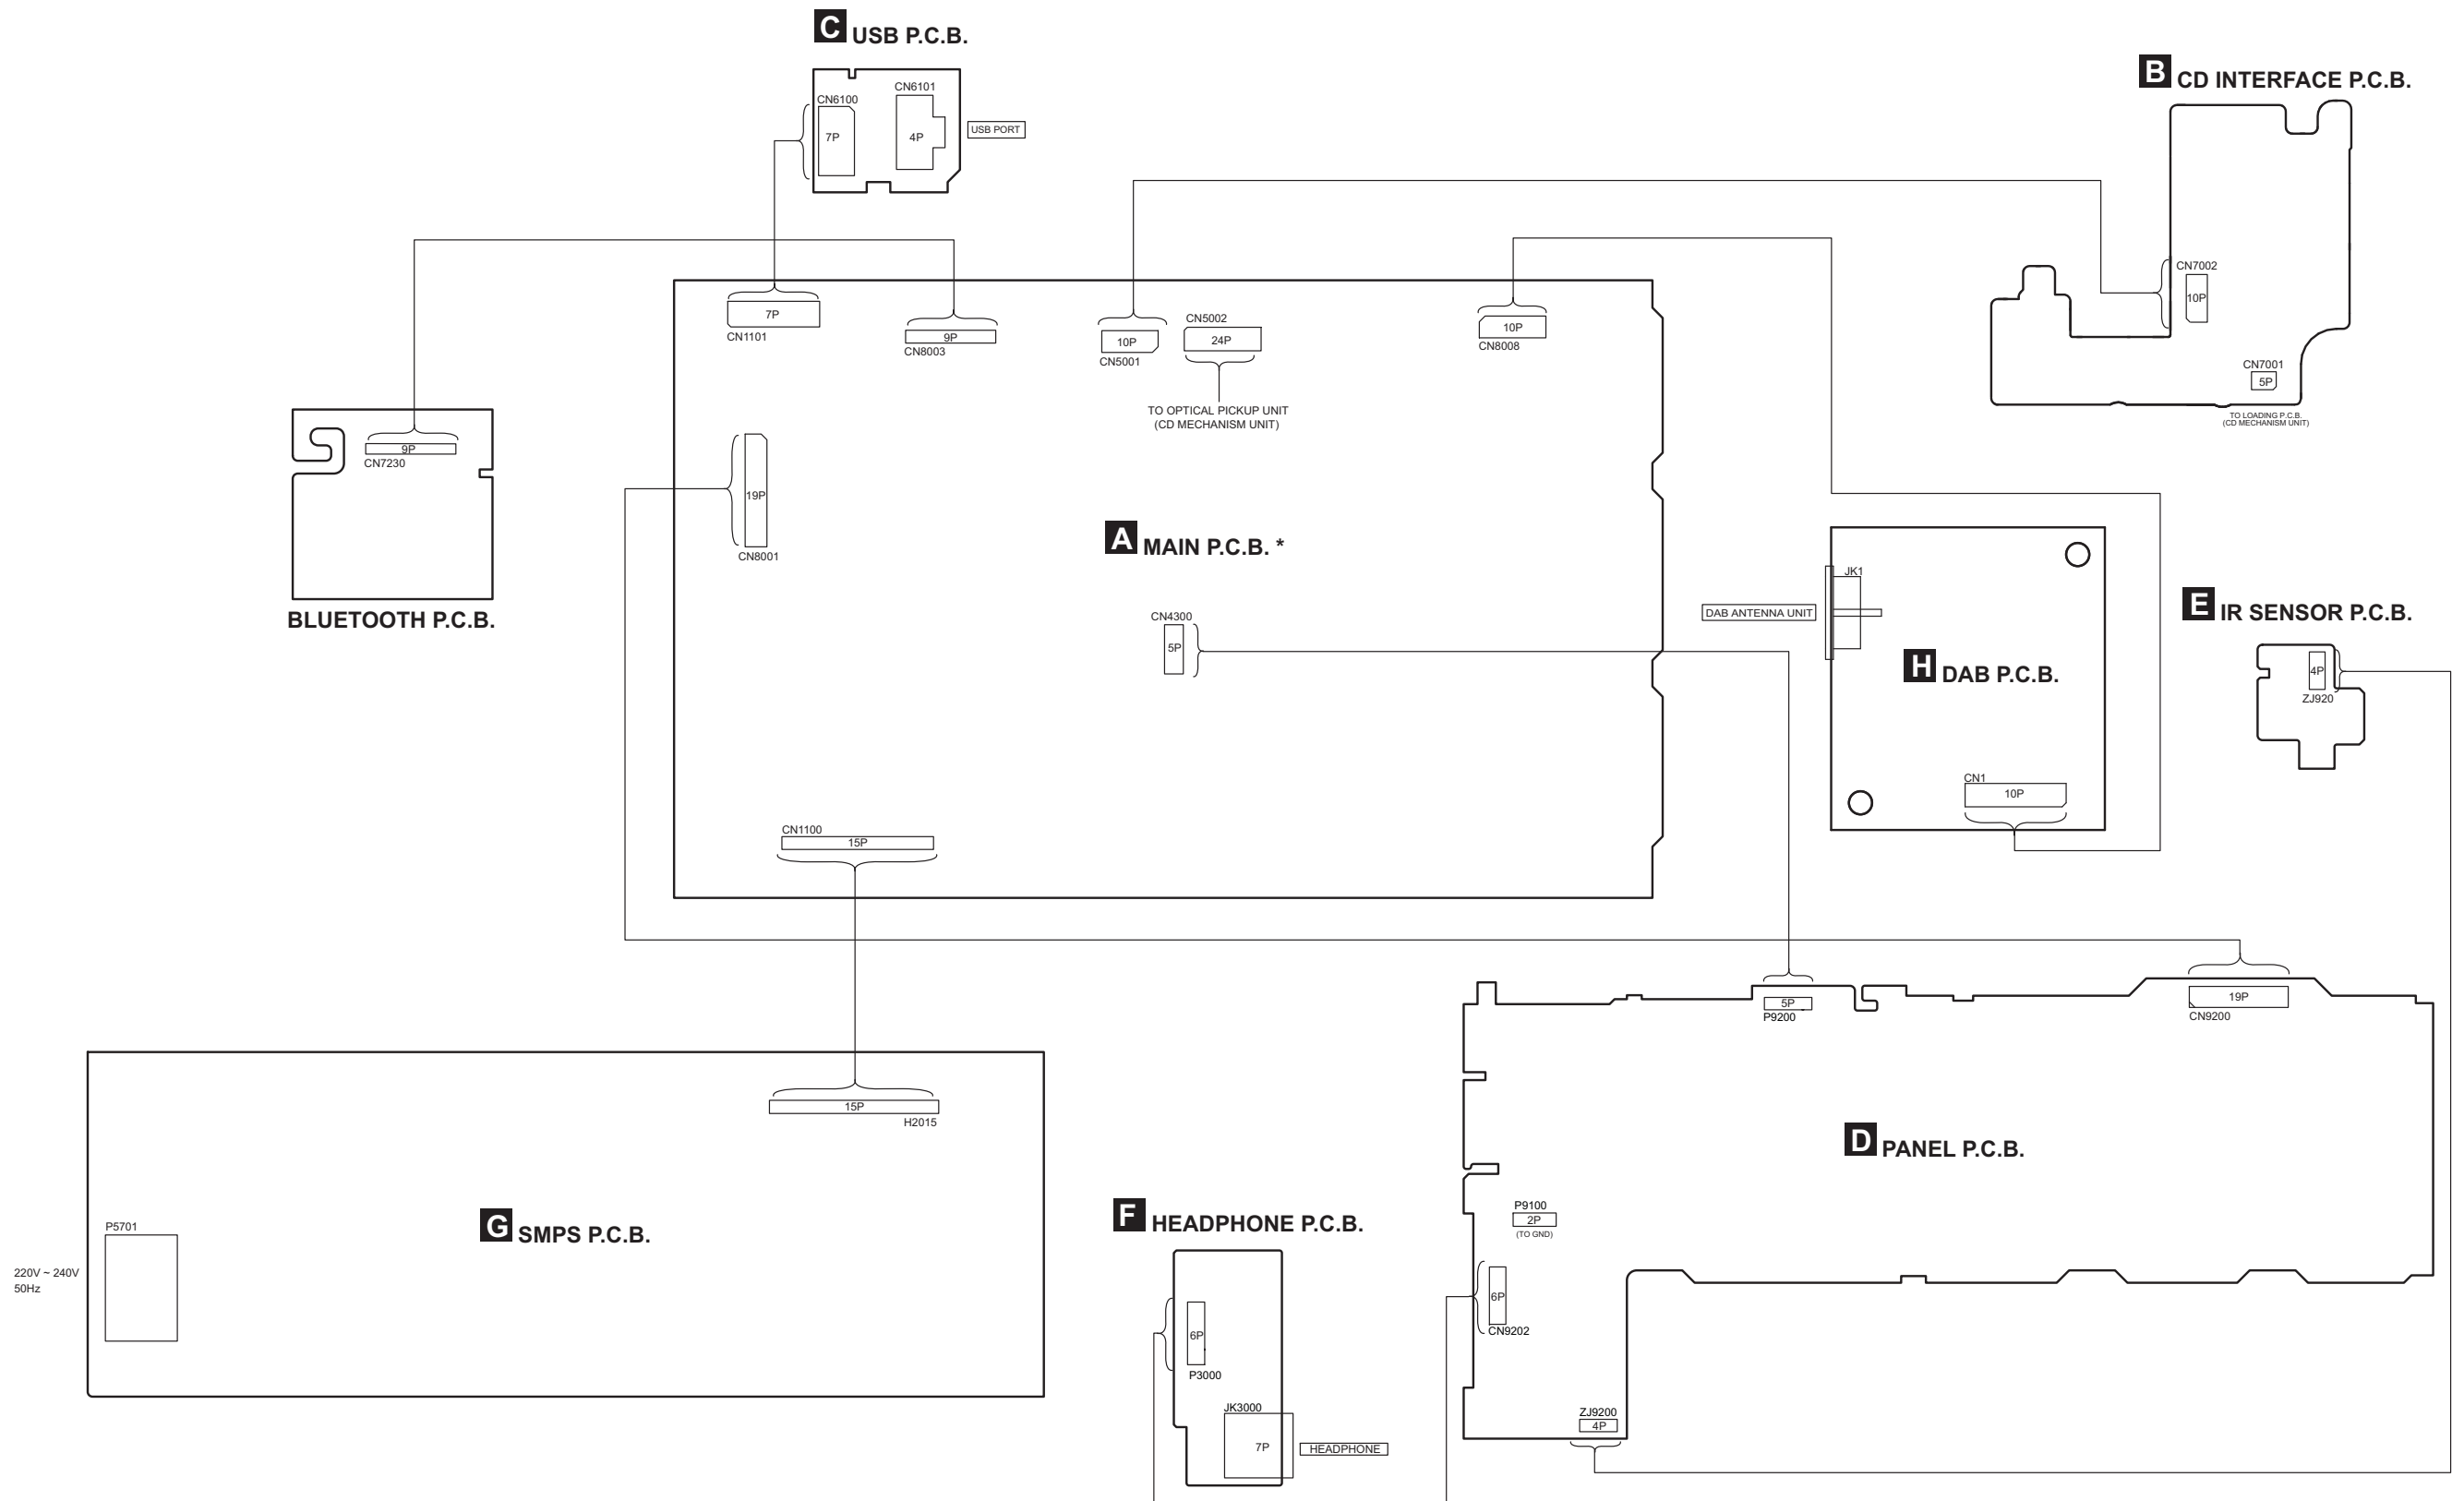 C USB P.C.B.
CN6100
7P
CN6101
4P
USB PORT
B CD INTERFACE P.C.B.
CN7002
10P
CN7001
5P
TO LOADING P.C.B.
(CD MECHANISM UNIT)
7P
CN1101
9P
CN8003
10P
CN5001
CN5002
24P
TO OPTICAL PICKUP UNIT
(CD MECHANISM UNIT)
10P
CN8008
9P
CN7230
BLUETOOTH P.C.B.
19P
CN8001
A MAIN P.C.B. *
CN4300
5P
CN1100
15P
JK1
DAB ANTENNA UNIT
H DAB P.C.B.
CN1
10P
E IR SENSOR P.C.B.
4P
ZJ920
5P
P9200
19P
CN9200
D PANEL P.C.B.
P9100
2P
(TO GND)
6P
CN9202
ZJ9200
4P
15P
H2015
G SMPS P.C.B.
P5701
220V ~ 240V
50Hz
F HEADPHONE P.C.B.
6P
P3000
JK3000
7P
HEADPHONE